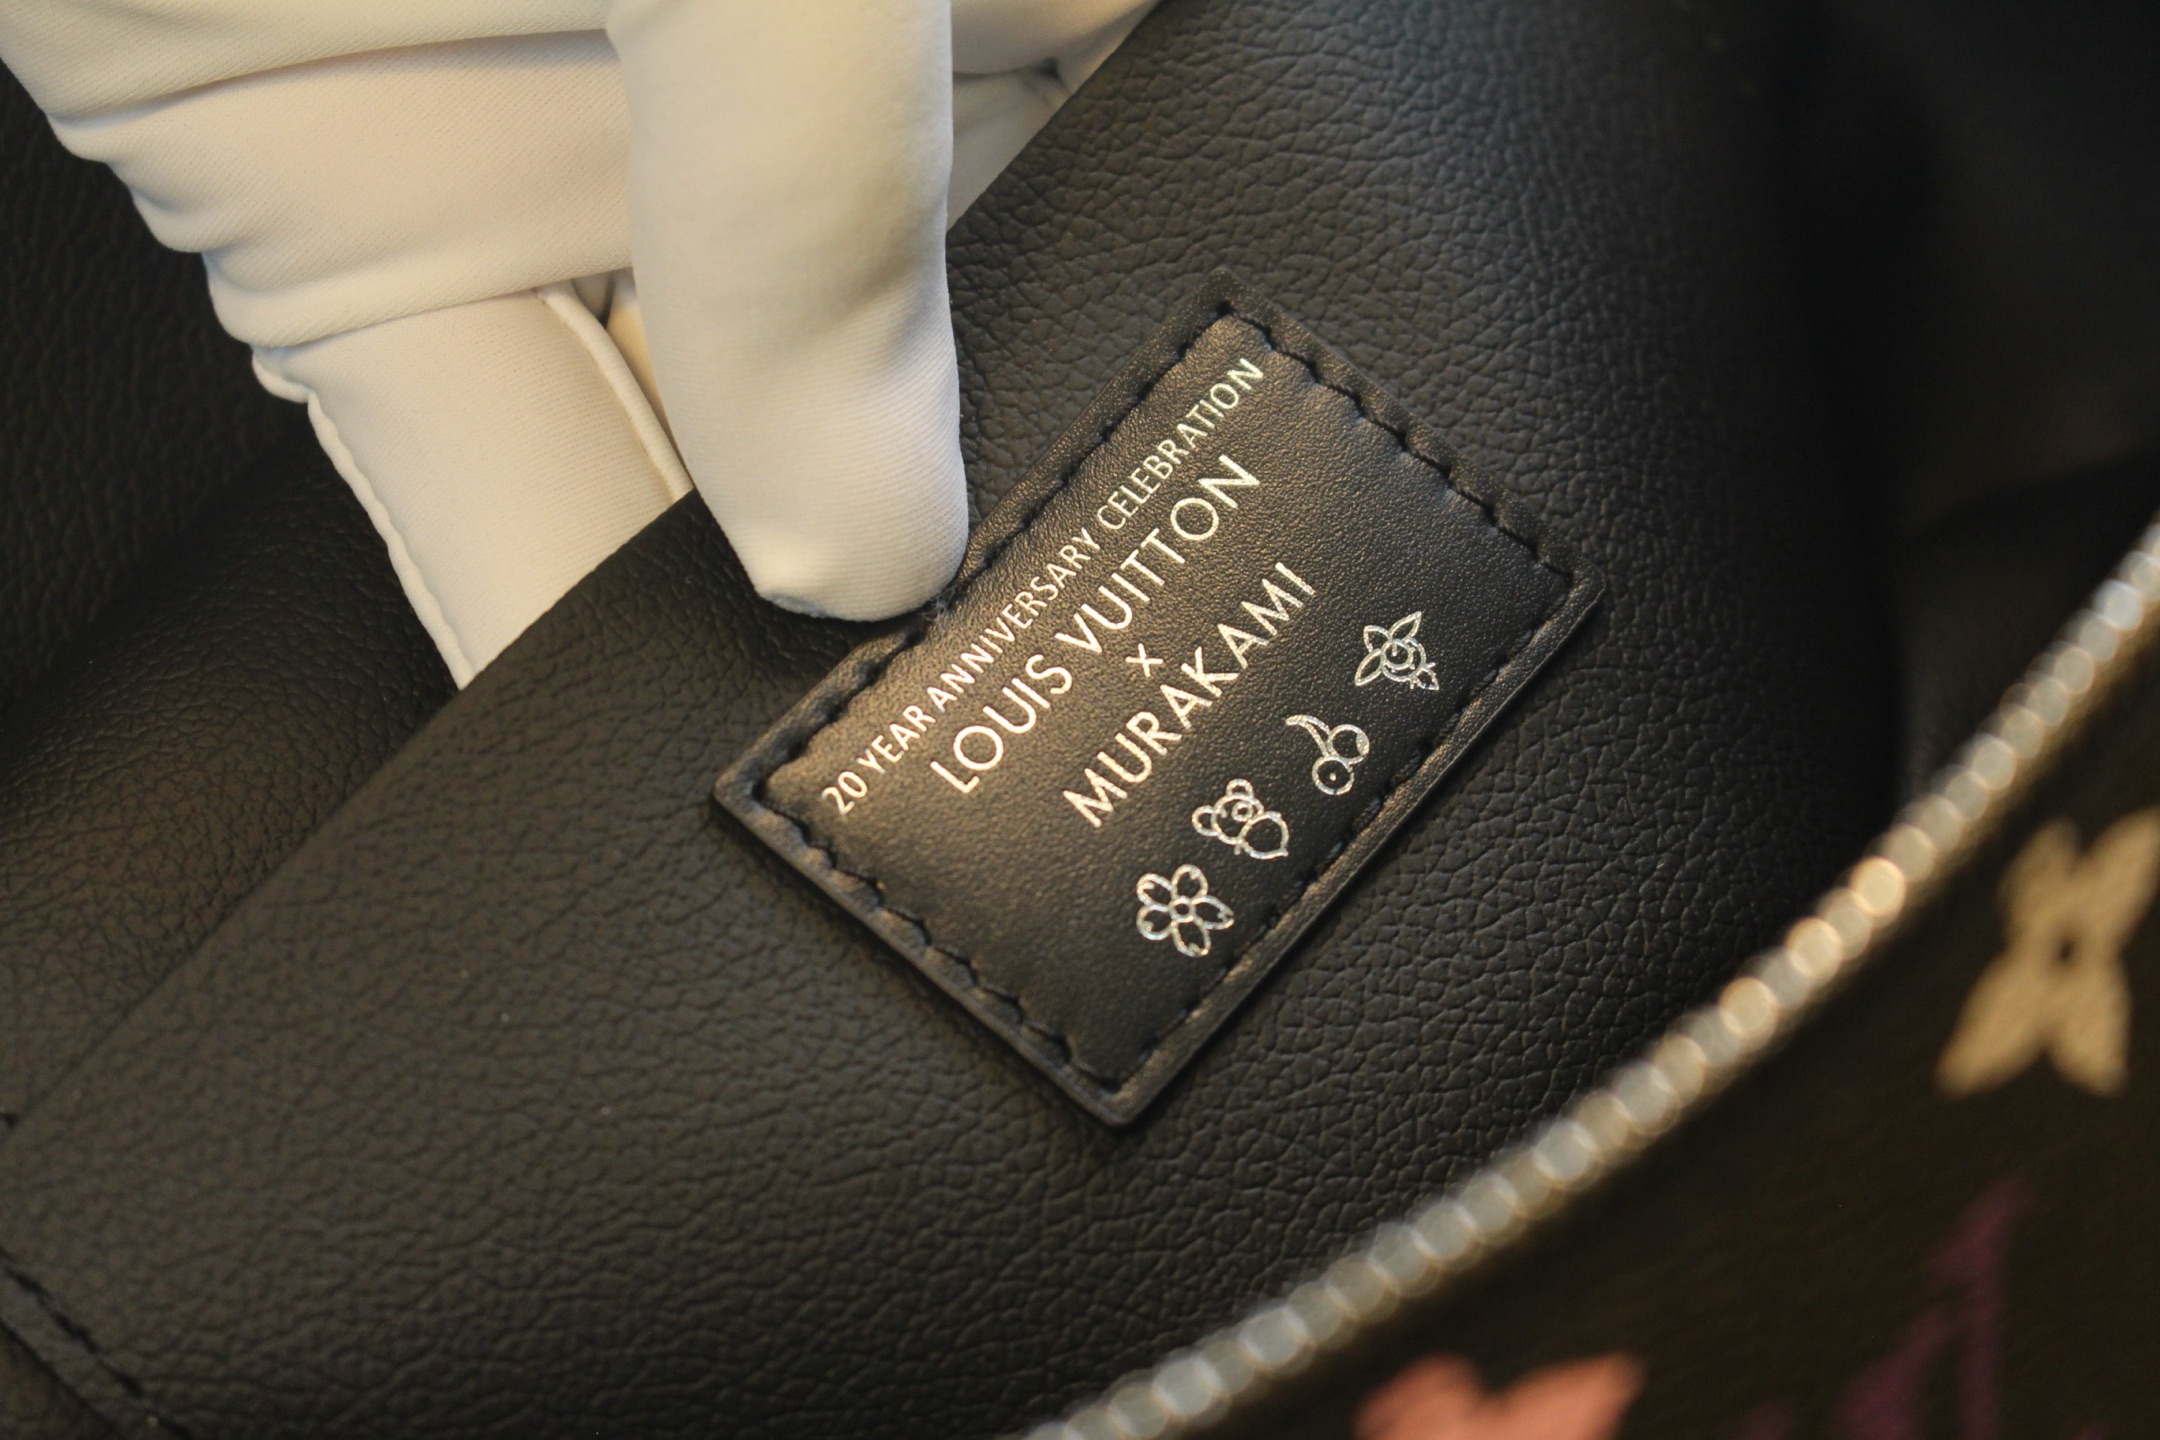 20 YEAR ANNIVERSARY CELEBRATION
LOUIS VUITTON
x
MURAKAMI